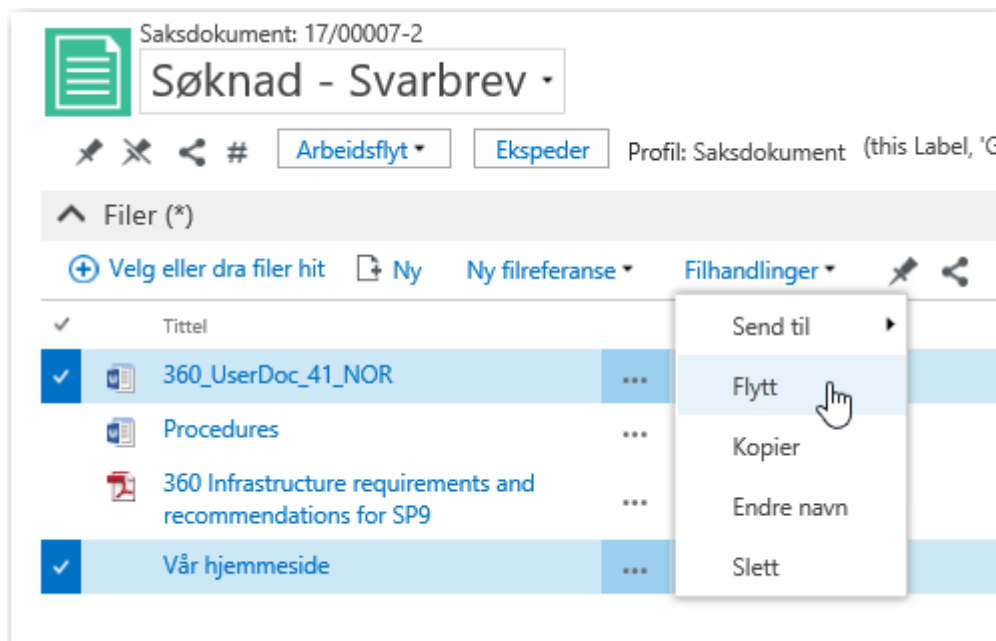 Saksdokument: 17/00007-2
Søknad - Svarbrev
# Arbeidsflyt Ekspeder Profil: Saksdokument (this Label, 'G
Filer (*)
Velg eller dra filer hit Ny Ny filreferanse Filhandlinger
Tittel
Send til
360_UserDoc_41_NOR ...
Flytt
Procedures ...
Kopier
360 Infrastructure requirements and
recommendations for SP9 ...
Endre navn
Vår hjemmeside ...
Slett